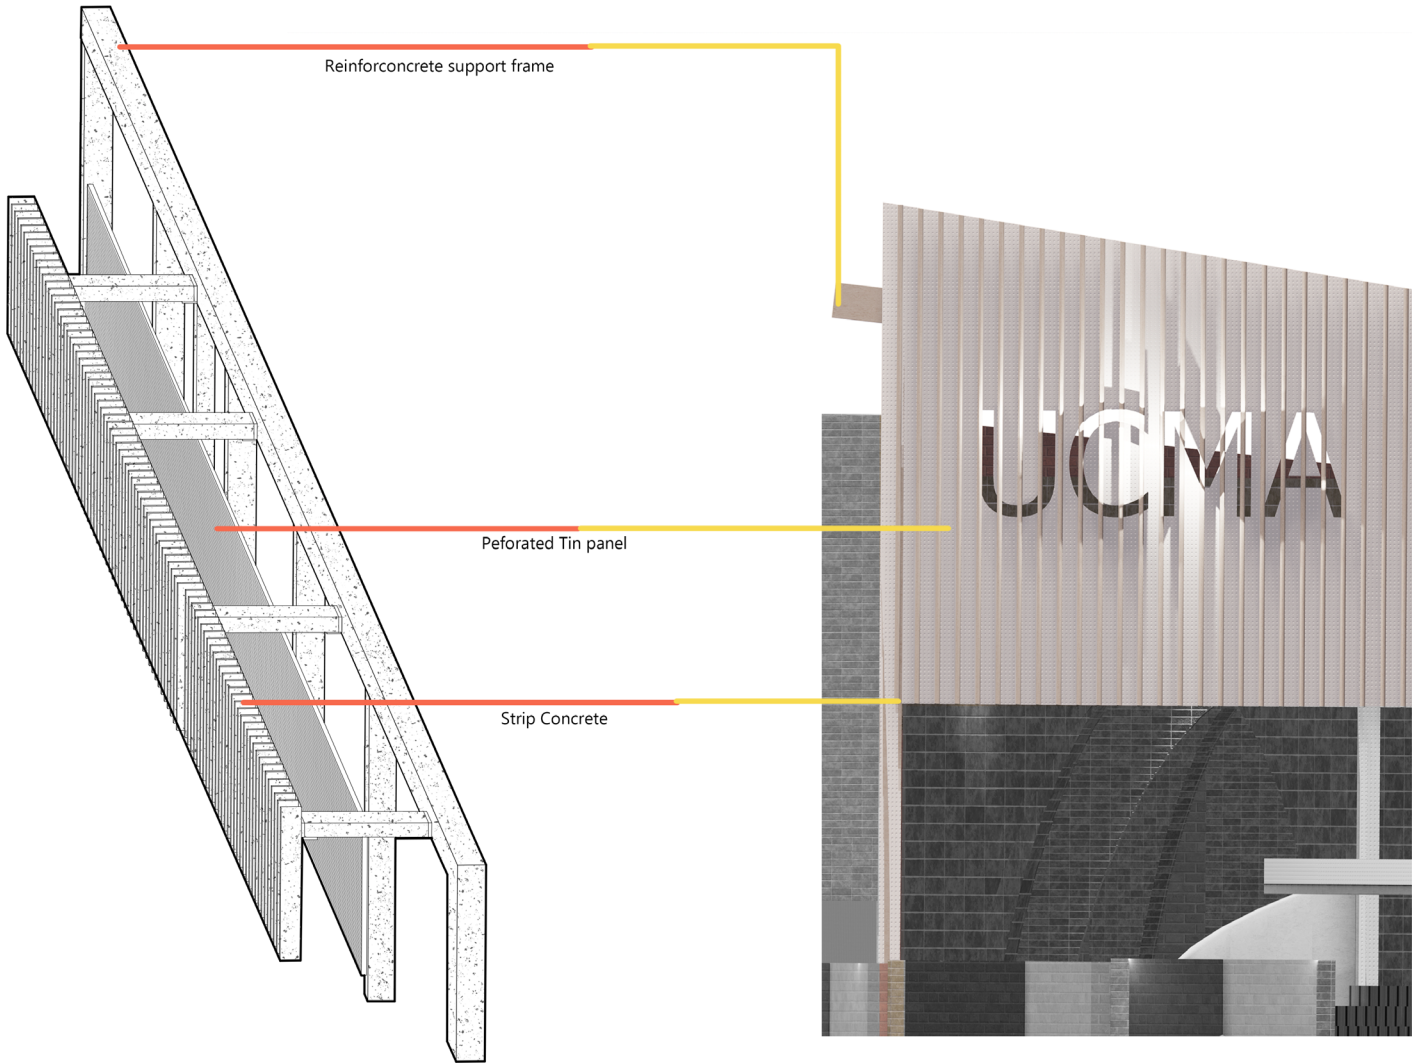 Reinforconcrete support frame
UCMA
Peforated Tin panel
Strip Concrete